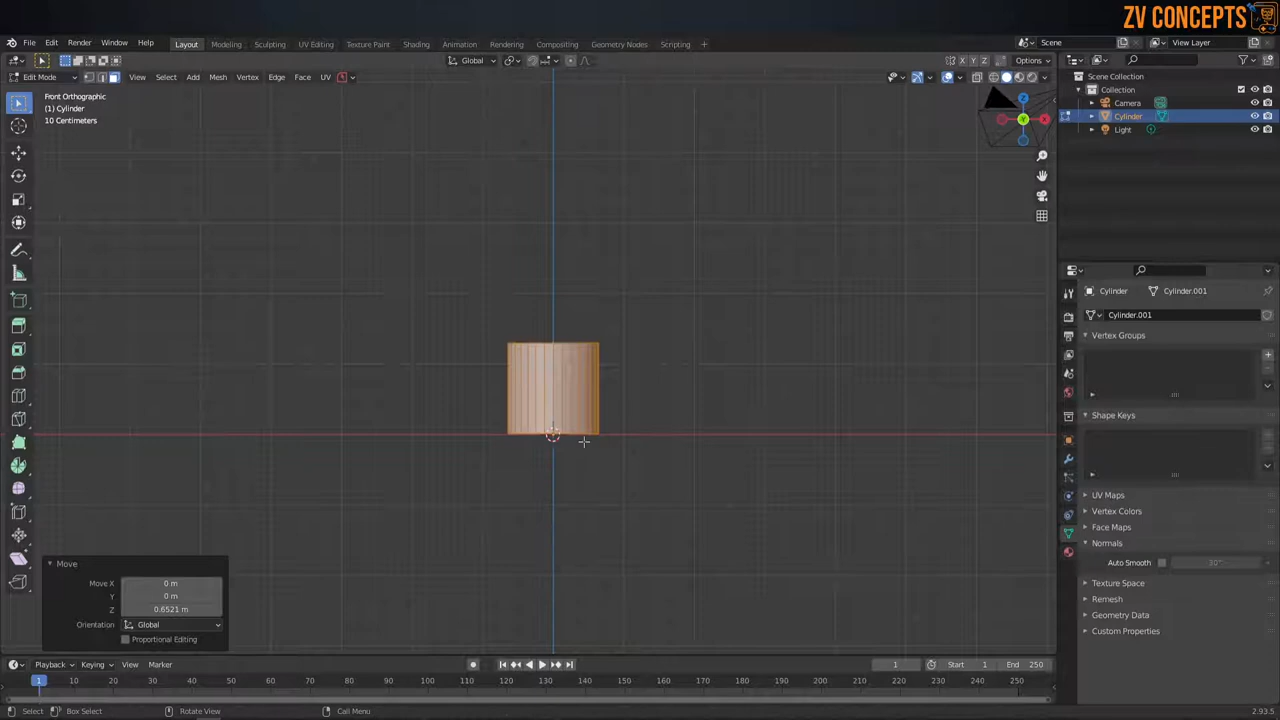 ZV CONCEPTS
File Edit Render Window Help
Layout Modeling Sculpting UV Editing Texture Paint Shading Animation Rendering Compositing Geometry Nodes Scripting +
Scene
View Layer
Global
X Y Z
Options
Edit Mode
View Select Add Mesh Vertex Edge Face UV
Front Orthographic
(1) Cylinder
10 Centimeters
Z
Y
X
Scene Collection
Collection
Camera
Cylinder
Light
Cylinder
Cylinder.001
Cylinder.001
Vertex Groups
Shape Keys
UV Maps
Vertex Colors
Face Maps
Normals
Auto Smooth
30°
Texture Space
Remesh
Geometry Data
Custom Properties
Move
Move X 0 m
Y 0 m
Z 0.6521 m
Orientation Global
Proportional Editing
Playback Keying View Marker
1 Start 1 End 250
1 10 20 30 40 50 60 70 80 90 100 110 120 130 140 150 160 170 180 190 200 210 220 230 240 250
Select Box Select Rotate View Call Menu 2.93.5